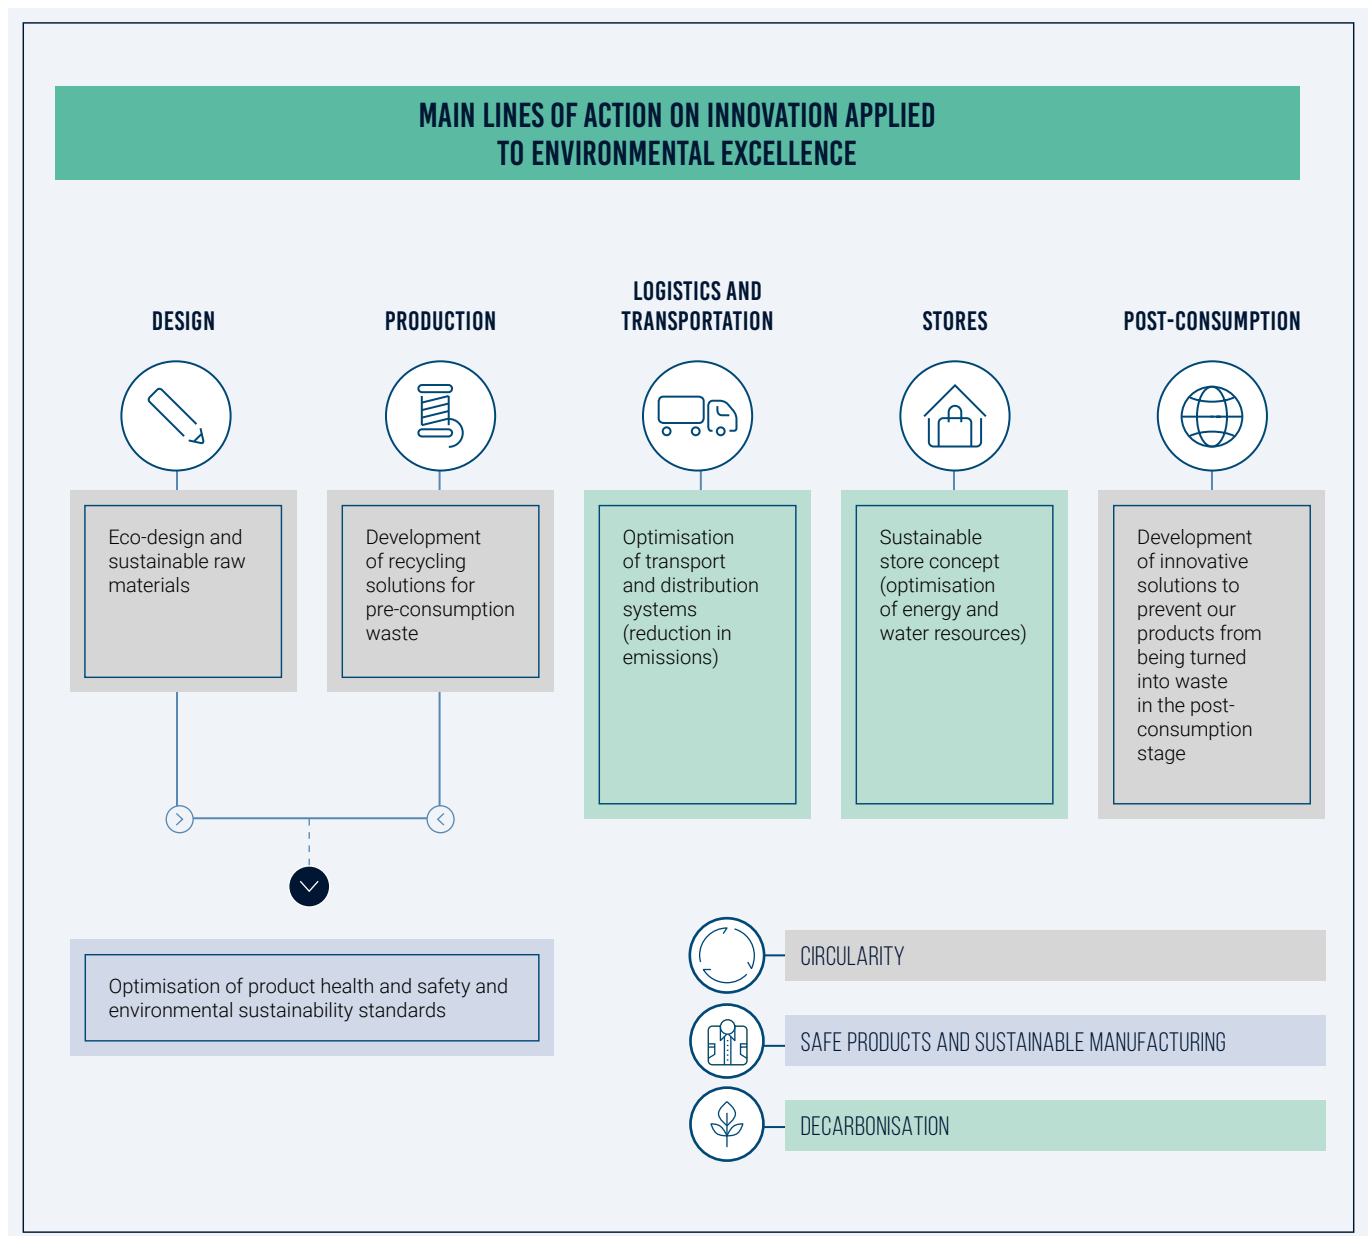 MAIN LINES OF ACTION ON INNOVATION APPLIED
TO ENVIRONMENTAL EXCELLENCE
DESIGN
PRODUCTION
LOGISTICS AND
TRANSPORTATION
STORES
POST-CONSUMPTION
Eco-design and
sustainable raw
materials
Development
of recycling
solutions for
pre-consumption
waste
Optimisation
of transport
and distribution
systems
(reduction in
emissions)
Sustainable
store concept
(optimisation
of energy and
water resources)
Development
of innovative
solutions to
prevent our
products from
being turned
into waste
in the post-
consumption
stage
Optimisation of product health and safety and
environmental sustainability standards
CIRCULARITY
SAFE PRODUCTS AND SUSTAINABLE MANUFACTURING
DECARBONISATION